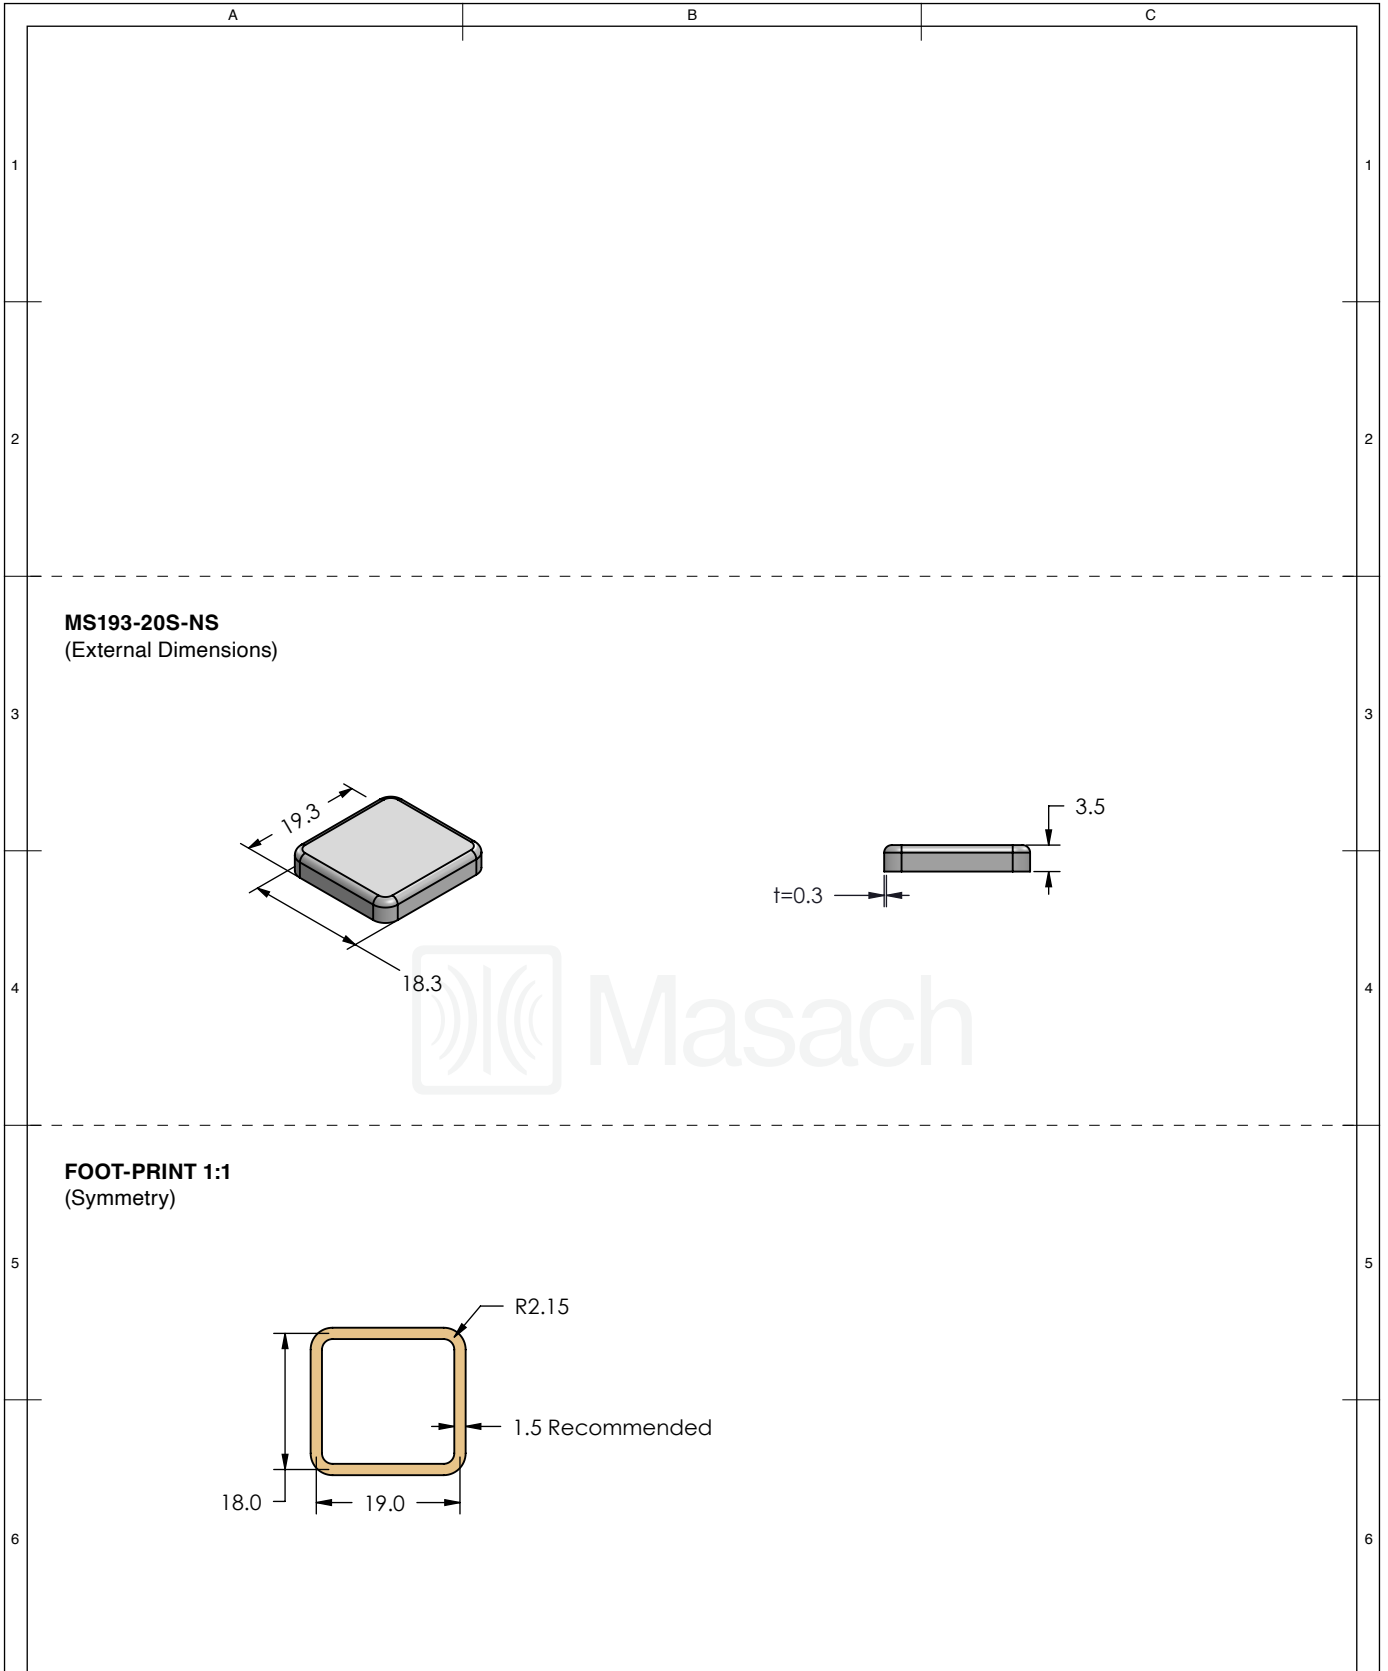 A B C
1 1
2 2
MS193-20S-NS
(External Dimensions)
3 3
19.3
3.5
t=0.3
18.3
4 4
Masach
FOOT-PRINT 1:1
(Symmetry)
5 5
R2.15
1.5 Recommended
18.0 19.0
6 6